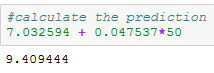 #calculate the prediction
7.032594 + 0.047537*50
9.409444